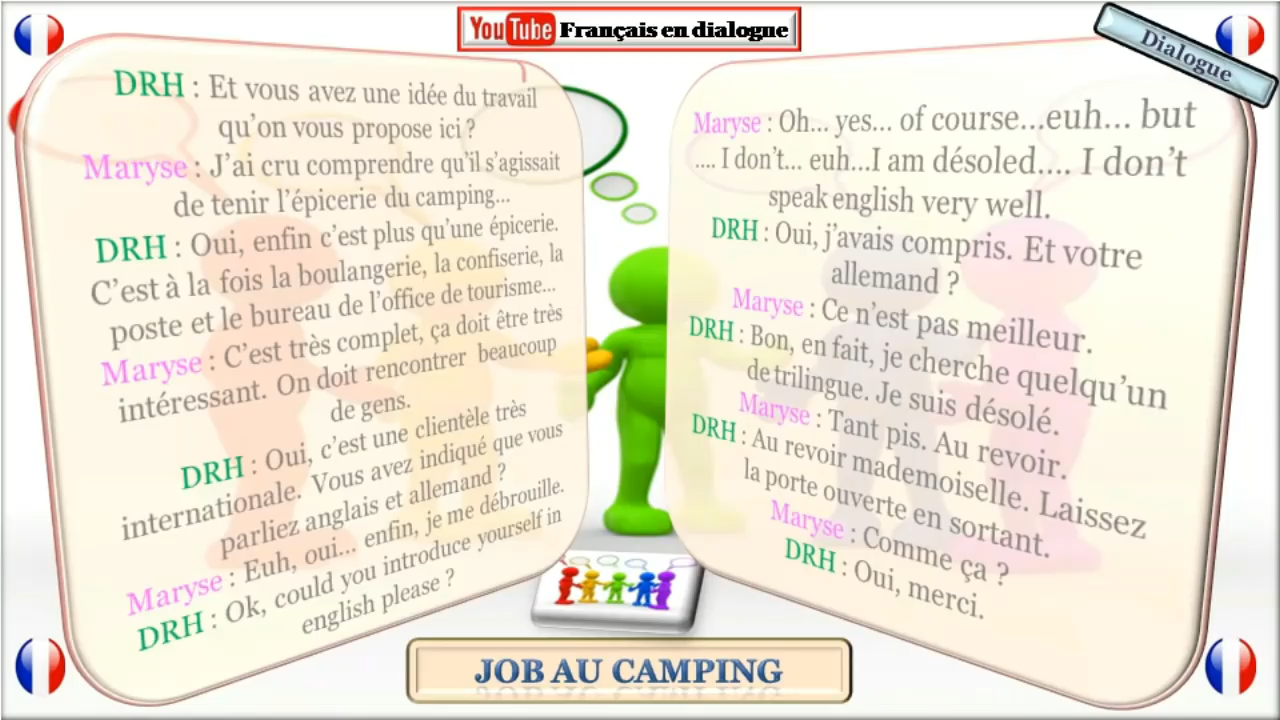 YouTube Français en dialogue
Dialogue
DRH : Et vous avez une idée du travail
qu'on vous propose ici ?
Maryse : J'ai cru comprendre qu'il s'agissait
de tenir l'épicerie du camping...
DRH : Oui, enfin c'est plus qu'une épicerie.
C'est à la fois la boulangerie, la confiserie, la
poste et le bureau de l'office de tourisme...
Maryse : C'est très complet, ça doit être très
intéressant. On doit rencontrer beaucoup
de gens.
DRH : Oui, c'est une clientèle très
internationale. Vous avez indiqué que vous
parliez anglais et allemand ?
Maryse : Euh, oui... enfin, je me débrouille.
DRH : Ok, could you introduce yourself in
english please ?
Maryse : Oh... yes... of course...euh... but
.... I don't... euh...I am désoled.... I don't
speak english very well.
DRH : Oui, j'avais compris. Et votre
allemand ?
Maryse : Ce n'est pas meilleur.
DRH : Bon, en fait, je cherche quelqu'un
de trilingue. Je suis désolé.
Maryse : Tant pis. Au revoir.
DRH : Au revoir mademoiselle. Laissez
la porte ouverte en sortant.
Maryse : Comme ça ?
DRH : Oui, merci.
JOB AU CAMPING